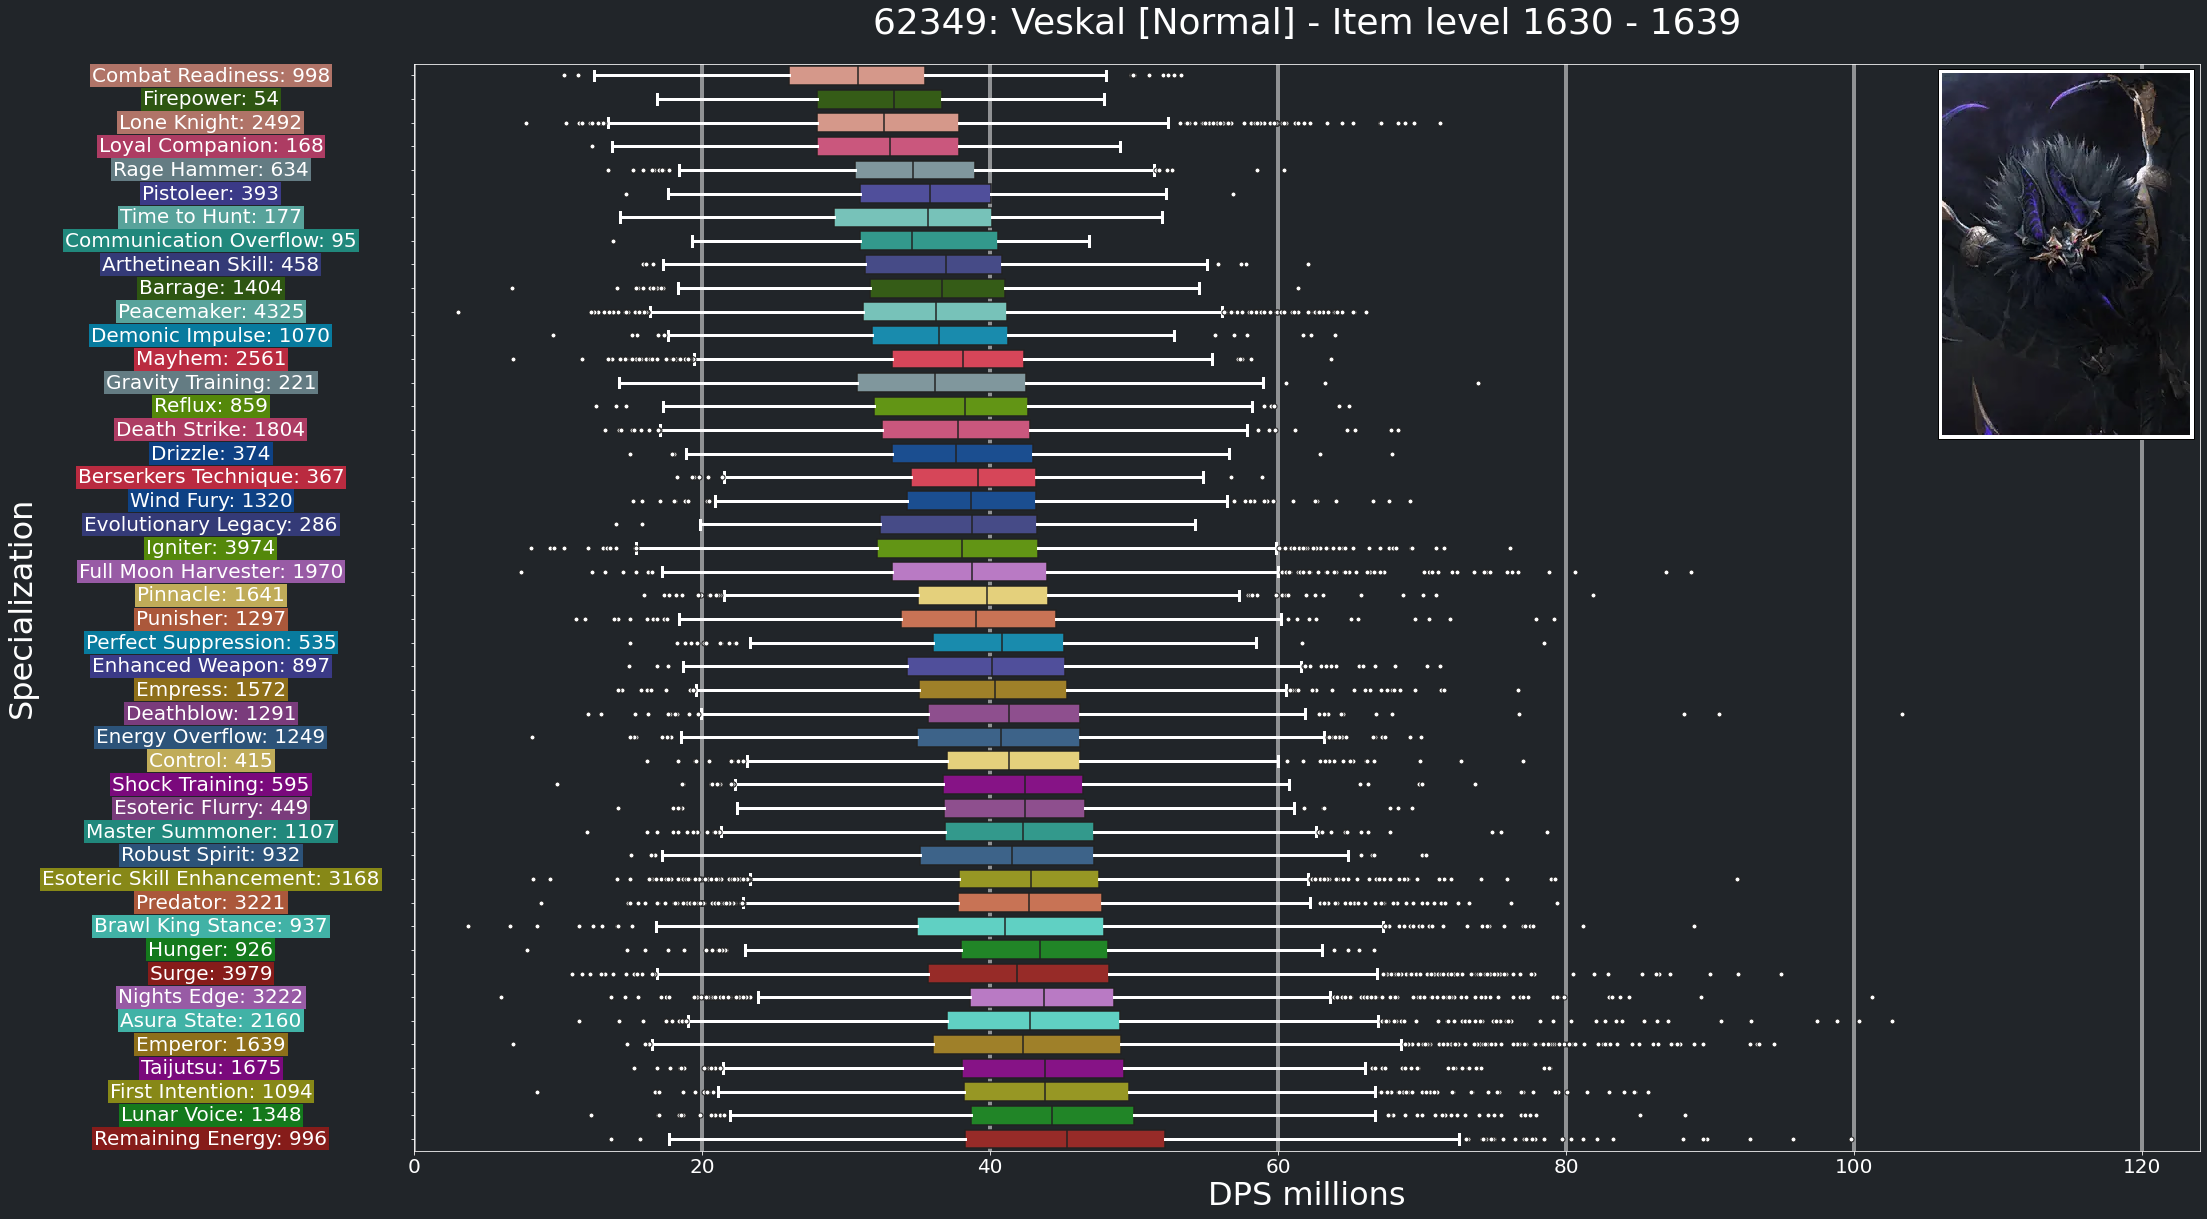 62349: Veskal [Normal] - Item level 1630 - 1639
Specialization
Combat Readiness: 998
Firepower: 54
Lone Knight: 2492
Loyal Companion: 168
Rage Hammer: 634
Pistoleer: 393
Time to Hunt: 177
Communication Overflow: 95
Arthetinean Skill: 458
Barrage: 1404
Peacemaker: 4325
Demonic Impulse: 1070
Mayhem: 2561
Gravity Training: 221
Reflux: 859
Death Strike: 1804
Drizzle: 374
Berserkers Technique: 367
Wind Fury: 1320
Evolutionary Legacy: 286
Igniter: 3974
Full Moon Harvester: 1970
Pinnacle: 1641
Punisher: 1297
Perfect Suppression: 535
Enhanced Weapon: 897
Empress: 1572
Deathblow: 1291
Energy Overflow: 1249
Control: 415
Shock Training: 595
Esoteric Flurry: 449
Master Summoner: 1107
Robust Spirit: 932
Esoteric Skill Enhancement: 3168
Predator: 3221
Brawl King Stance: 937
Hunger: 926
Surge: 3979
Nights Edge: 3222
Asura State: 2160
Emperor: 1639
Taijutsu: 1675
First Intention: 1094
Lunar Voice: 1348
Remaining Energy: 996
0 20 40 60 80 100 120
DPS millions